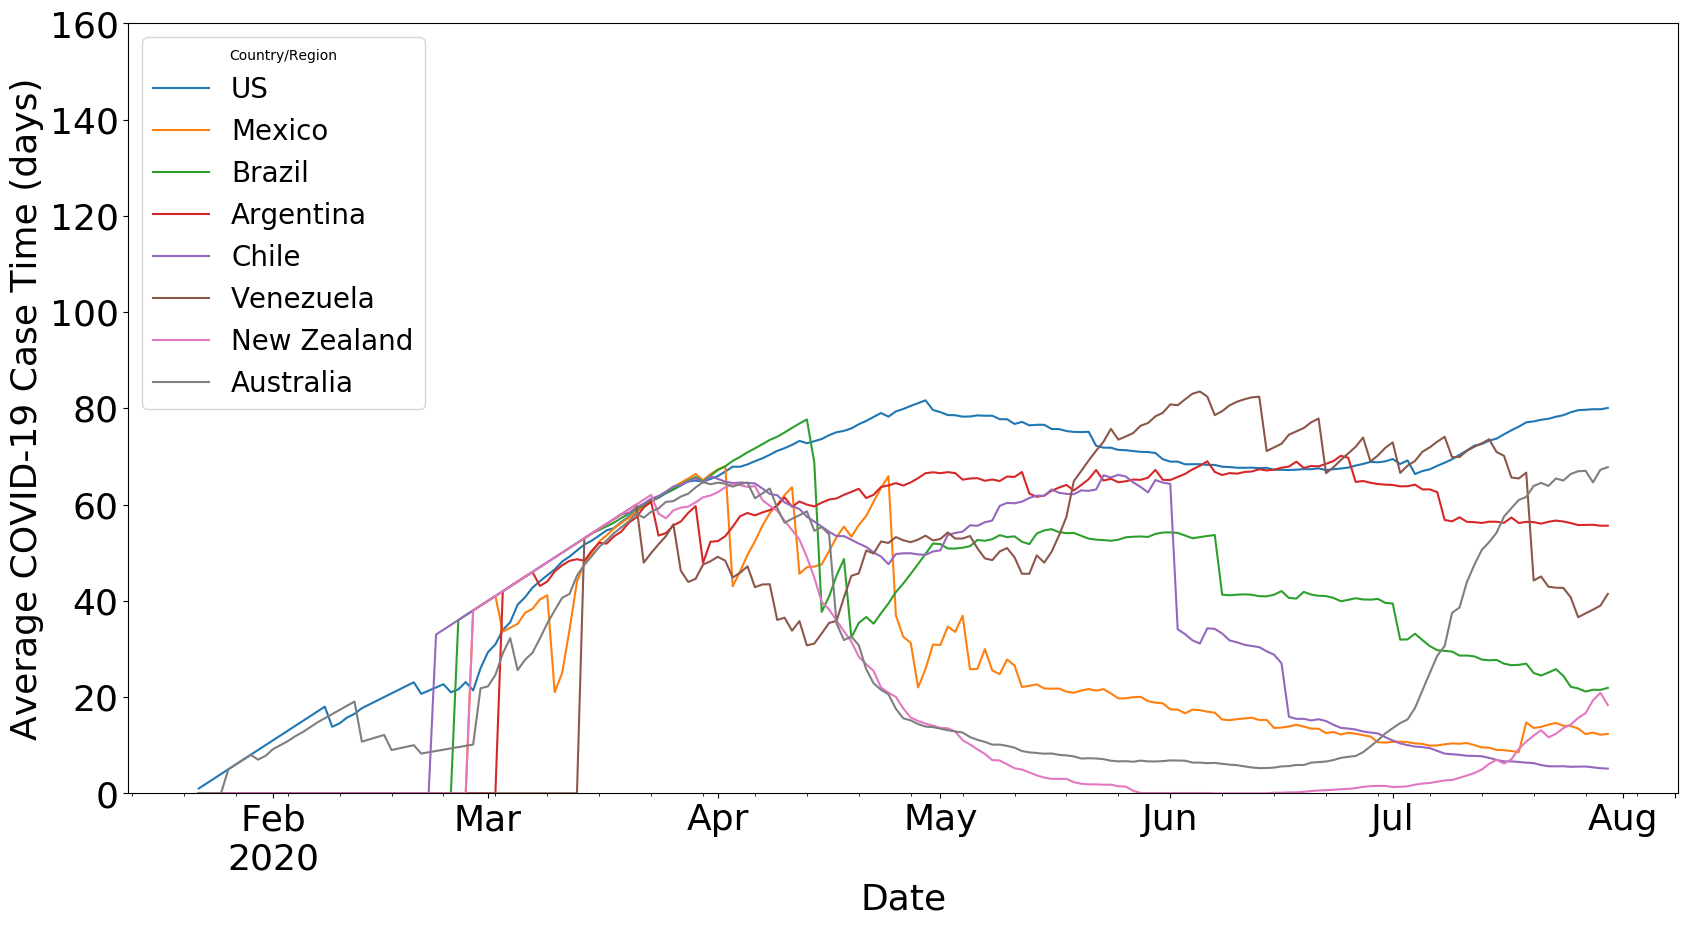 160
140
120
100
80
60
40
20
0
Average COVID-19 Case Time (days)
Country/Region
US
Mexico
Brazil
Argentina
Chile
Venezuela
New Zealand
Australia
Feb
2020
Mar
Apr
May
Jun
Jul
Aug
Date